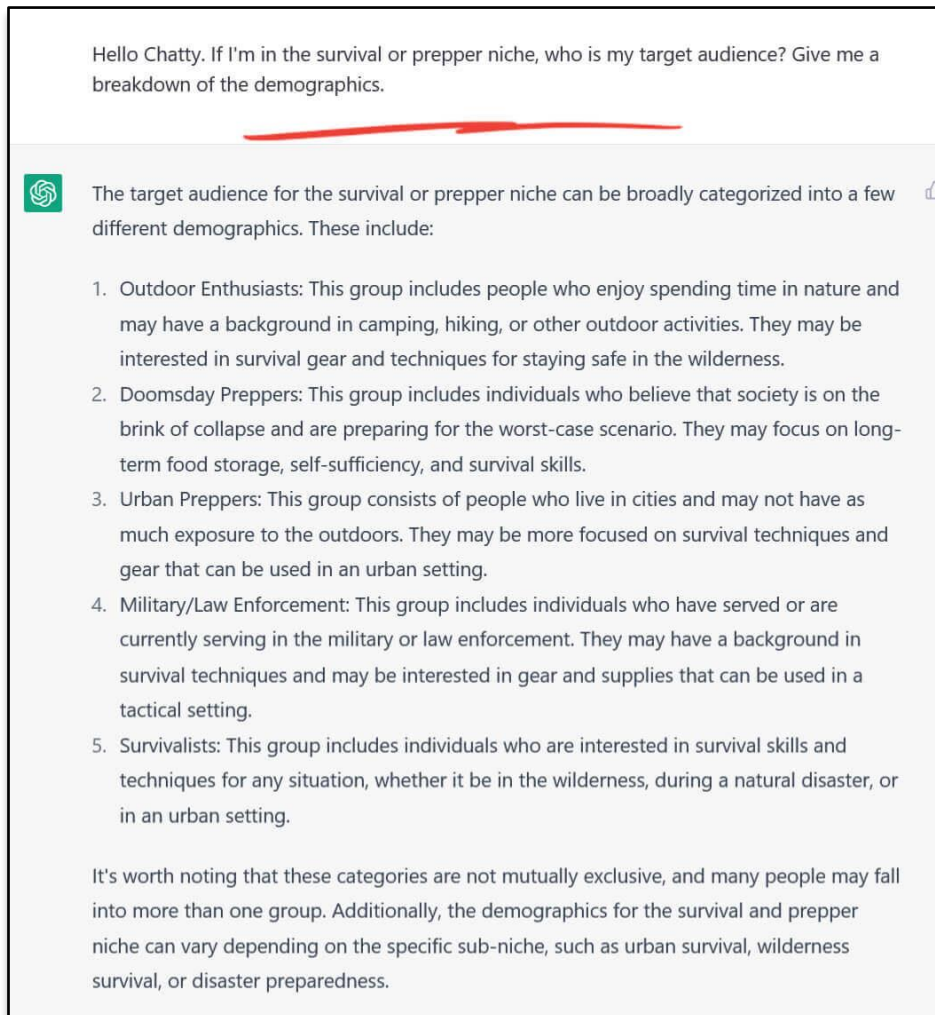 Hello Chatty. If I'm in the survival or prepper niche, who is my target audience? Give me a
breakdown of the demographics.
The target audience for the survival or prepper niche can be broadly categorized into a few
different demographics. These include:
1. Outdoor Enthusiasts: This group includes people who enjoy spending time in nature and
may have a background in camping, hiking, or other outdoor activities. They may be
interested in survival gear and techniques for staying safe in the wilderness.
2. Doomsday Preppers: This group includes individuals who believe that society is on the
brink of collapse and are preparing for the worst-case scenario. They may focus on long-
term food storage, self-sufficiency, and survival skills.
3. Urban Preppers: This group consists of people who live in cities and may not have as
much exposure to the outdoors. They may be more focused on survival techniques and
gear that can be used in an urban setting.
4. Military/Law Enforcement: This group includes individuals who have served or are
currently serving in the military or law enforcement. They may have a background in
survival techniques and may be interested in gear and supplies that can be used in a
tactical setting.
5. Survivalists: This group includes individuals who are interested in survival skills and
techniques for any situation, whether it be in the wilderness, during a natural disaster, or
in an urban setting.
It's worth noting that these categories are not mutually exclusive, and many people may fall
into more than one group. Additionally, the demographics for the survival and prepper
niche can vary depending on the specific sub-niche, such as urban survival, wilderness
survival, or disaster preparedness.